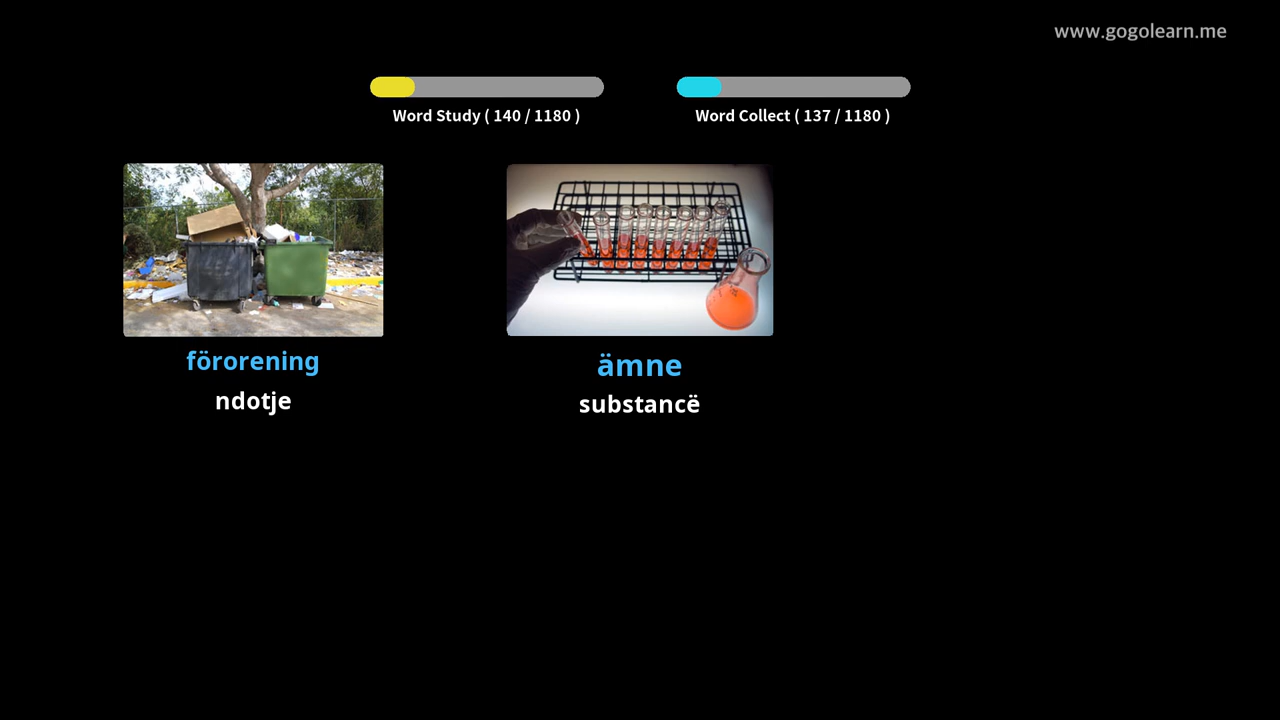 www.gogolearn.me
Word Study ( 140 / 1180 )
Word Collect ( 137 / 1180 )
förorening
ndotje
ämne
substancë